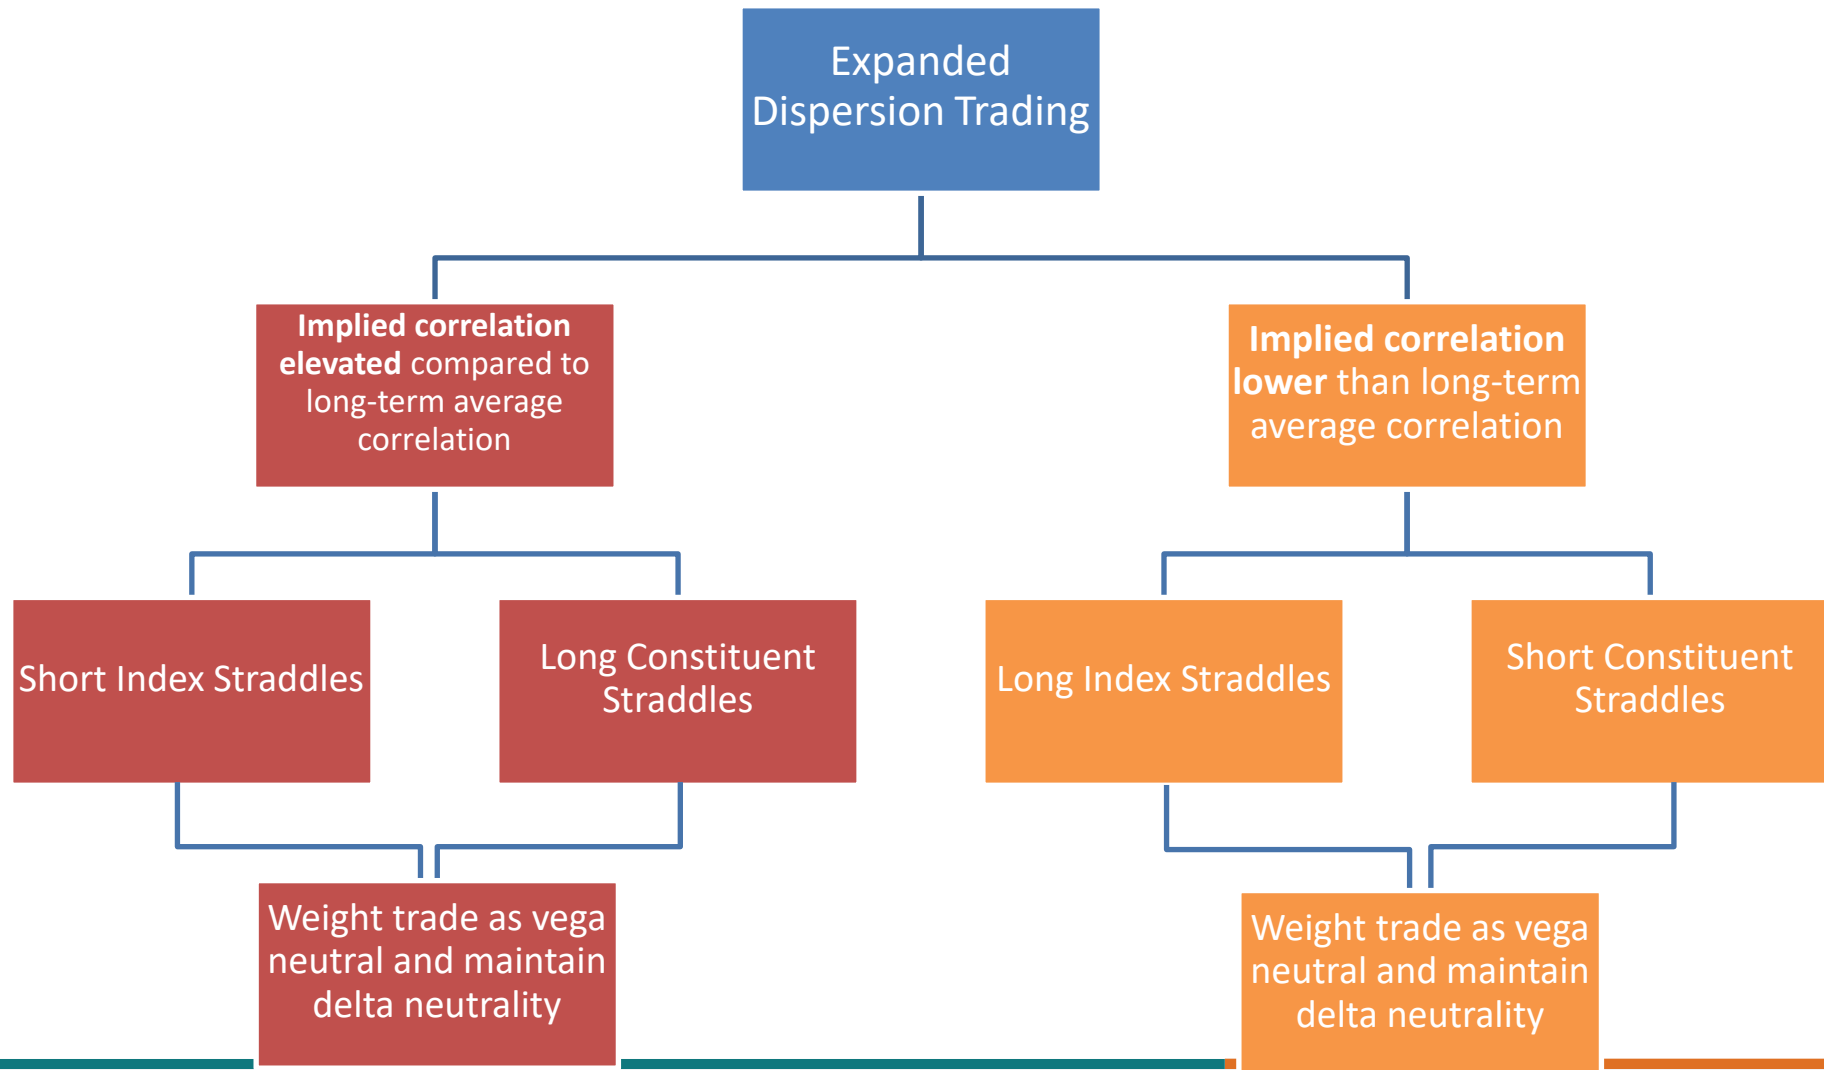 Expanded
Dispersion Trading
Implied correlation
elevated compared to
long-term average
correlation
Implied correlation
lower than long-term
average correlation
Short Index Straddles
Long Constituent
Straddles
Long Index Straddles
Short Constituent
Straddles
Weight trade as vega
neutral and maintain
delta neutrality
Weight trade as vega
neutral and maintain
delta neutrality